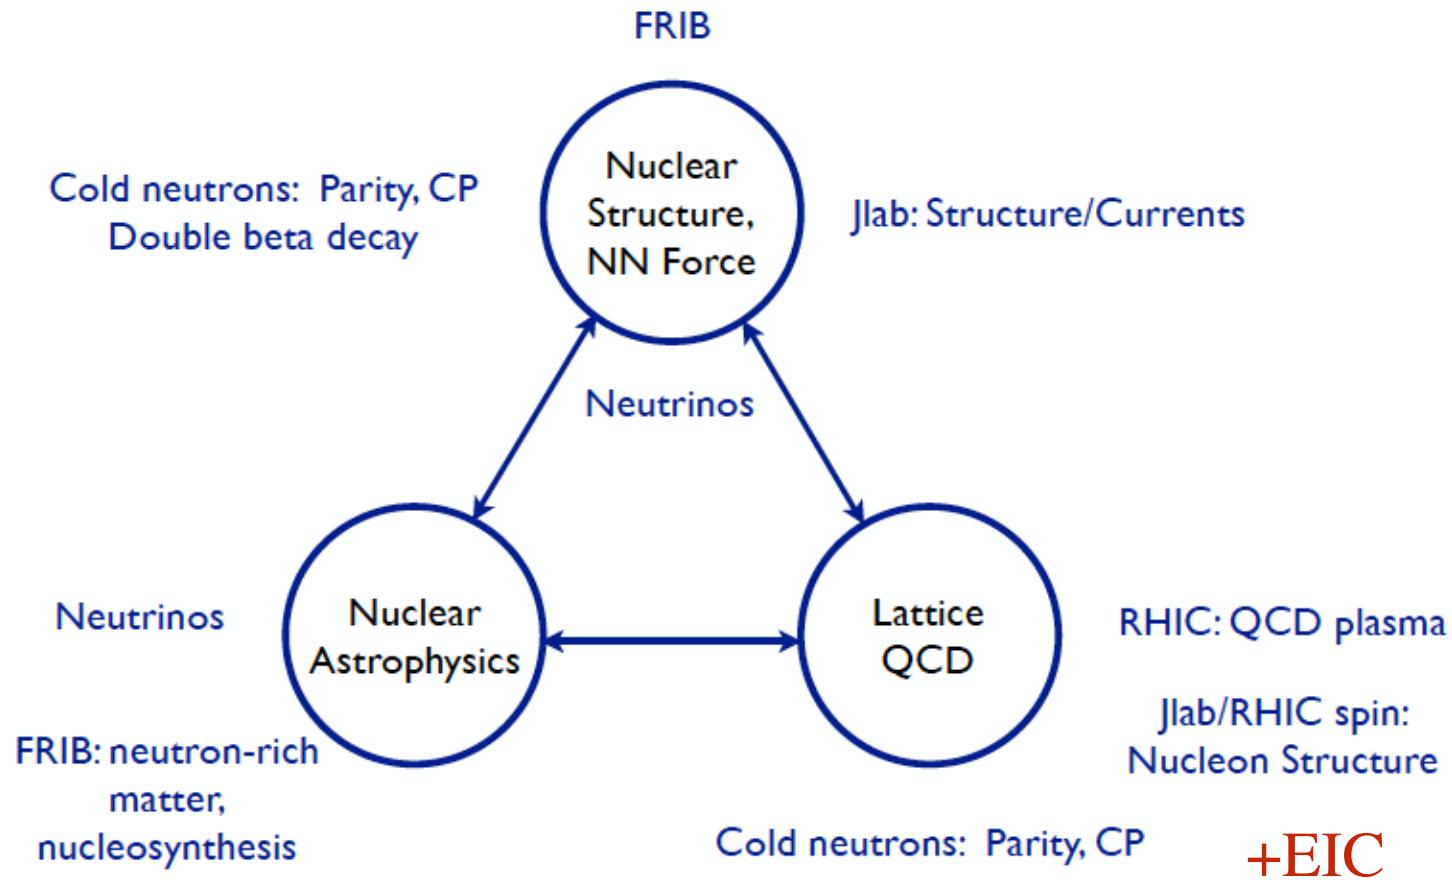 FRIB
Nuclear
Structure,
NN Force
Cold neutrons: Parity, CP
Double beta decay
Jlab: Structure/Currents
Neutrinos
Neutrinos
Nuclear
Astrophysics
Lattice
QCD
RHIC: QCD plasma
Jlab/RHIC spin:
Nucleon Structure
FRIB: neutron-rich
matter,
nucleosynthesis
Cold neutrons: Parity, CP
+EIC